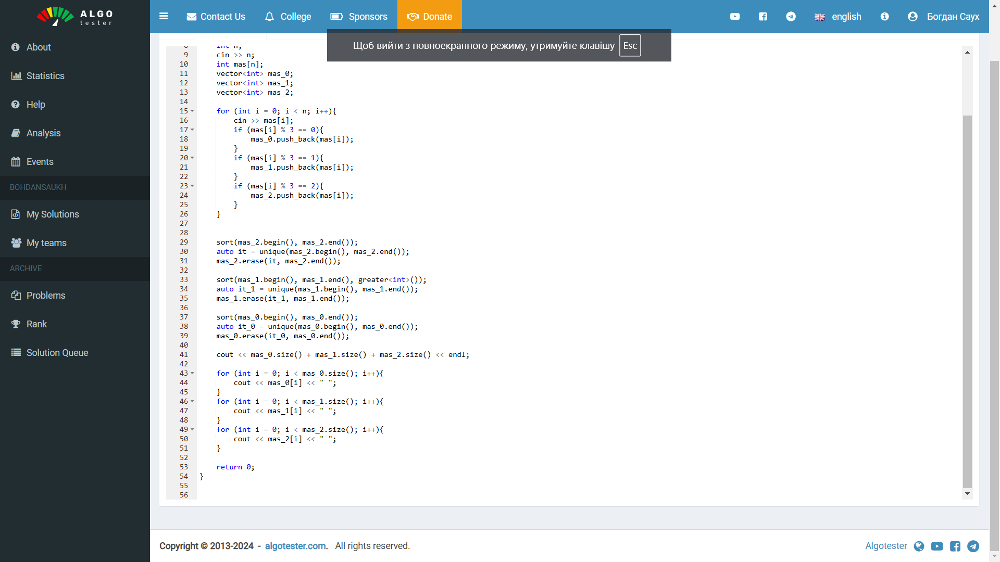 ALGO
tester
Contact Us
College
Sponsors
Donate
english
Богдан Саух
Щоб вийти з повноекранного режиму, утримуйте клавішу Esc
About
Statistics
Help
Analysis
Events
BOHDANSAUKH
My Solutions
My teams
ARCHIVE
Problems
Rank
Solution Queue
8 int n;
9 cin >> n;
10 int mas[n];
11 vector<int> mas_0;
12 vector<int> mas_1;
13 vector<int> mas_2;
14
15 for (int i = 0; i < n; i++){
16 cin >> mas[i];
17 if (mas[i] % 3 == 0){
18 mas_0.push_back(mas[i]);
19 }
20 if (mas[i] % 3 == 1){
21 mas_1.push_back(mas[i]);
22 }
23 if (mas[i] % 3 == 2){
24 mas_2.push_back(mas[i]);
25 }
26 }
27
28
29 sort(mas_2.begin(), mas_2.end());
30 auto it = unique(mas_2.begin(), mas_2.end());
31 mas_2.erase(it, mas_2.end());
32
33 sort(mas_1.begin(), mas_1.end(), greater<int>());
34 auto it_1 = unique(mas_1.begin(), mas_1.end());
35 mas_1.erase(it_1, mas_1.end());
36
37 sort(mas_0.begin(), mas_0.end());
38 auto it_0 = unique(mas_0.begin(), mas_0.end());
39 mas_0.erase(it_0, mas_0.end());
40
41 cout << mas_0.size() + mas_1.size() + mas_2.size() << endl;
42
43 for (int i = 0; i < mas_0.size(); i++){
44 cout << mas_0[i] << " ";
45 }
46 for (int i = 0; i < mas_1.size(); i++){
47 cout << mas_1[i] << " ";
48 }
49 for (int i = 0; i < mas_2.size(); i++){
50 cout << mas_2[i] << " ";
51 }
52
53 return 0;
54 }
55
56
Copyright © 2013-2024 - algotester.com. All rights reserved.
Algotester